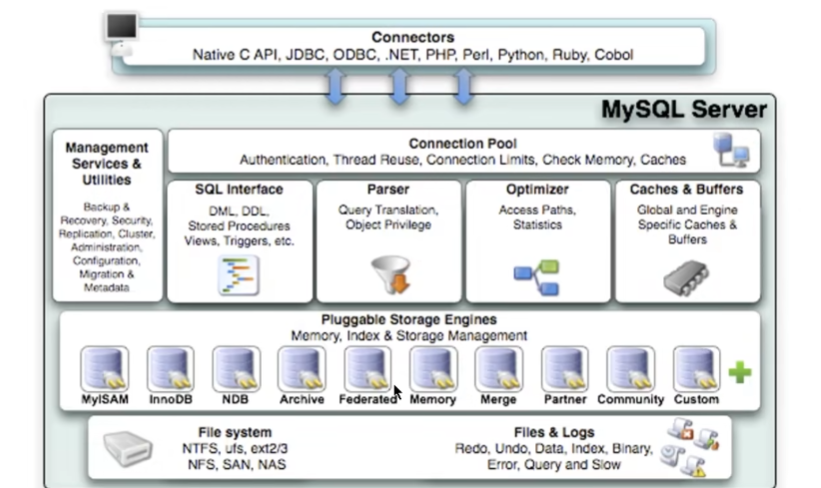 Connectors
Native C API, JDBC, ODBC, .NET, PHP, Perl, Python, Ruby, Cobol
MySQL Server
Management
Services &
Utilities
Backup &
Recovery, Security,
Replication, Cluster,
Administration,
Configuration,
Migration &
Metadata
Connection Pool
Authentication, Thread Reuse, Connection Limits, Check Memory, Caches
SQL Interface
DML, DDL,
Stored Procedures
Views, Triggers, etc.
Parser
Query Translation,
Object Privilege
Optimizer
Access Paths,
Statistics
Caches & Buffers
Global and Engine
Specific Caches &
Buffers
Pluggable Storage Engines
Memory, Index & Storage Management
MyISAM
InnoDB
NDB
Archive
Federated
Memory
Merge
Partner
Community
Custom
File system
NTFS, ufs, ext2/3
NFS, SAN, NAS
Files & Logs
Redo, Undo, Data, Index, Binary,
Error, Query and Slow